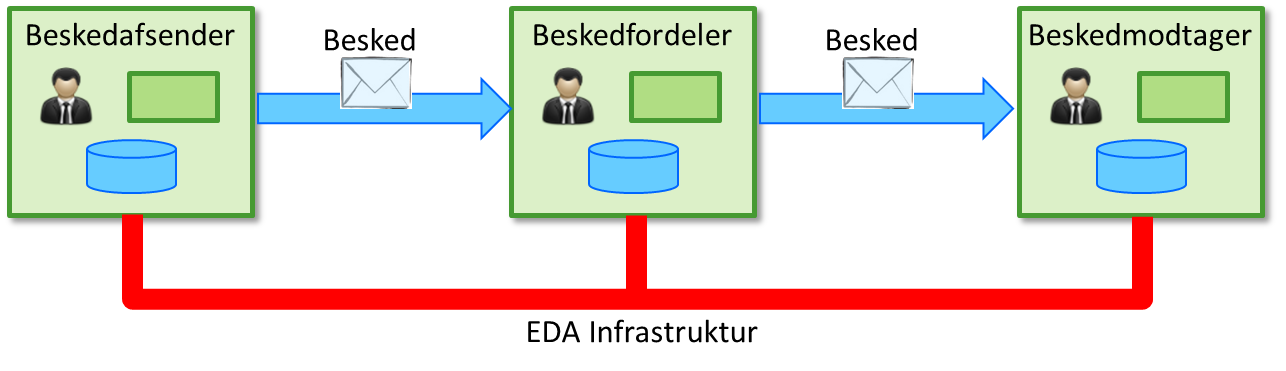 Beskedafsender
Besked
Beskedfordeler
Besked
Beskedmodtager
EDA Infrastruktur